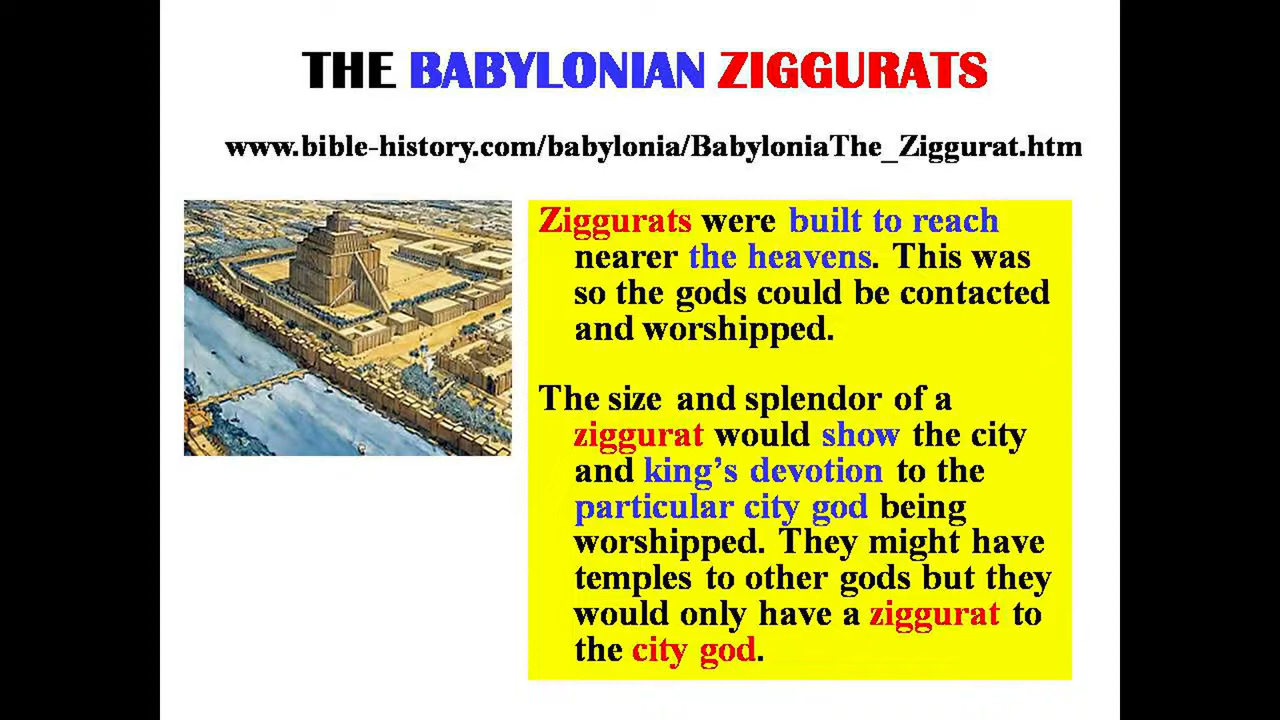 THE BABYLONIAN ZIGGURATS
www.bible-history.com/babylonia/BabyloniaThe_Ziggurat.htm
Ziggurats were built to reach
nearer the heavens. This was
so the gods could be contacted
and worshipped.
The size and splendor of a
ziggurat would show the city
and king’s devotion to the
particular city god being
worshipped. They might have
temples to other gods but they
would only have a ziggurat to
the city god.